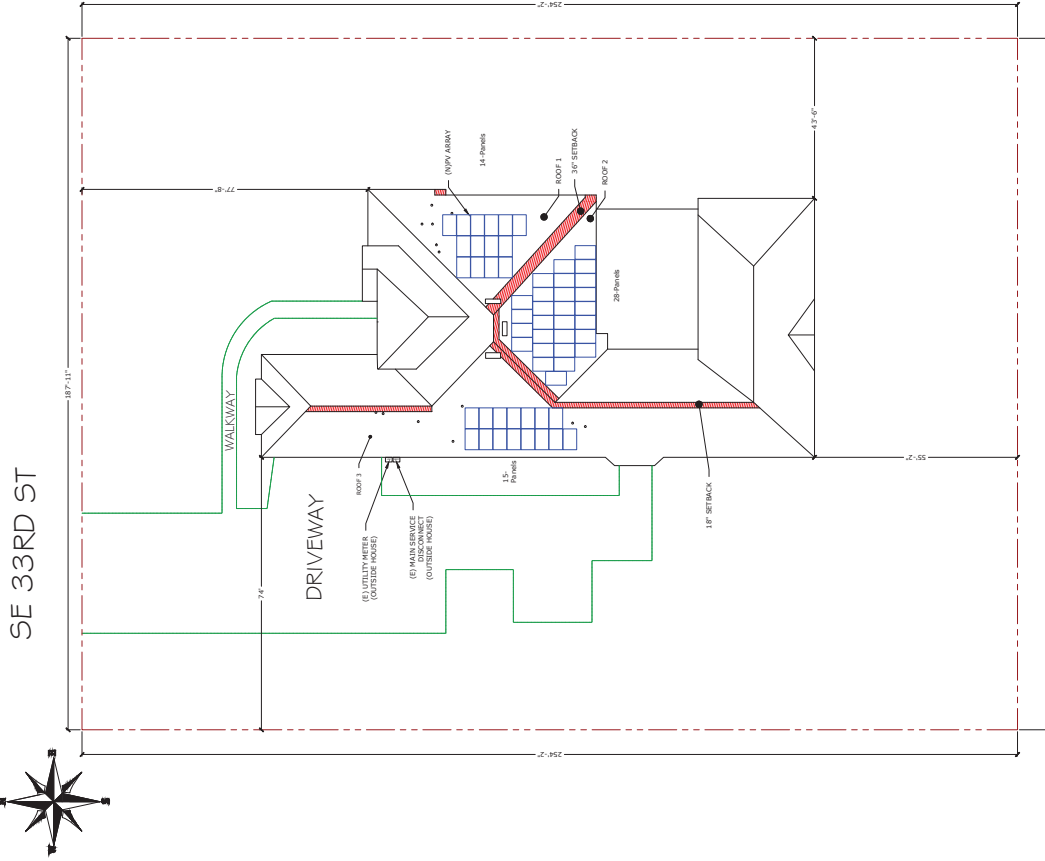 SE 33RD ST
254'-2"
187'-11"
77'-8"
43'-6"
(N)PV ARRAY
14-Panels
ROOF 1
36" SETBACK
ROOF 2
28-Panels
WALKWAY
DRIVEWAY
74'
ROOF 3
(E) UTILITY METER
(OUTSIDE HOUSE)
(E) MAIN SERVICE
DISCONNECT
(OUTSIDE HOUSE)
15-
Panels
18" SETBACK
55'-2"
254'-2"